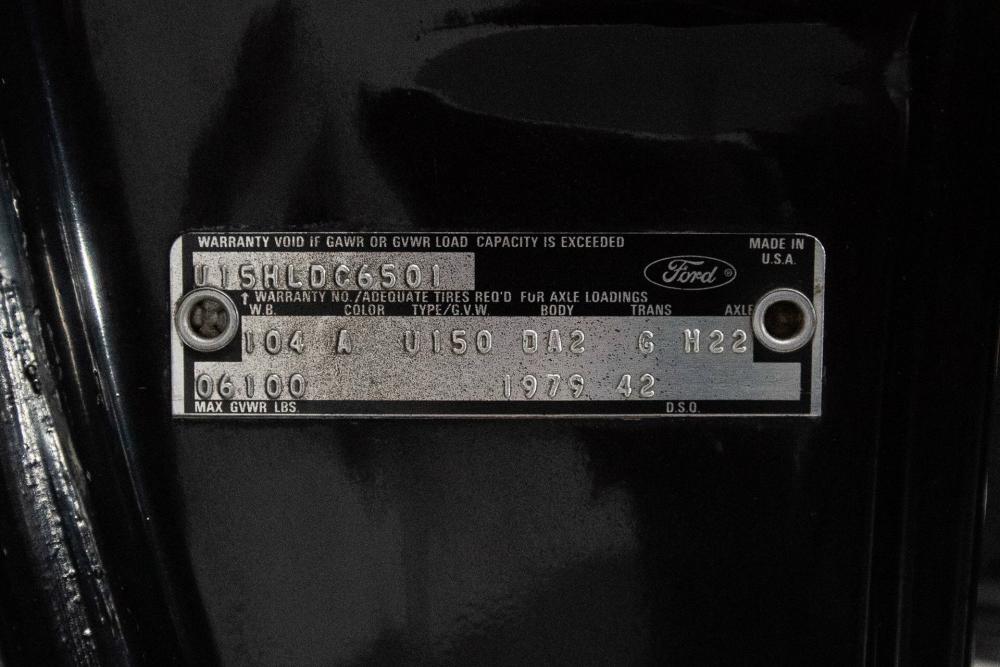 WARRANTY VOID IF GAWR OR GVWR LOAD CAPACITY IS EXCEEDED
MADE IN
U.S.A.
U15HLDC6501
Ford ®
↑ WARRANTY NO./ADEQUATE TIRES REQ'D FOR AXLE LOADINGS
W.B. COLOR TYPE/G.V.W. BODY TRANS AXLE
104 A U150 DA2 G H22
06100 1979 42
MAX GVWR LBS. D.S.O.